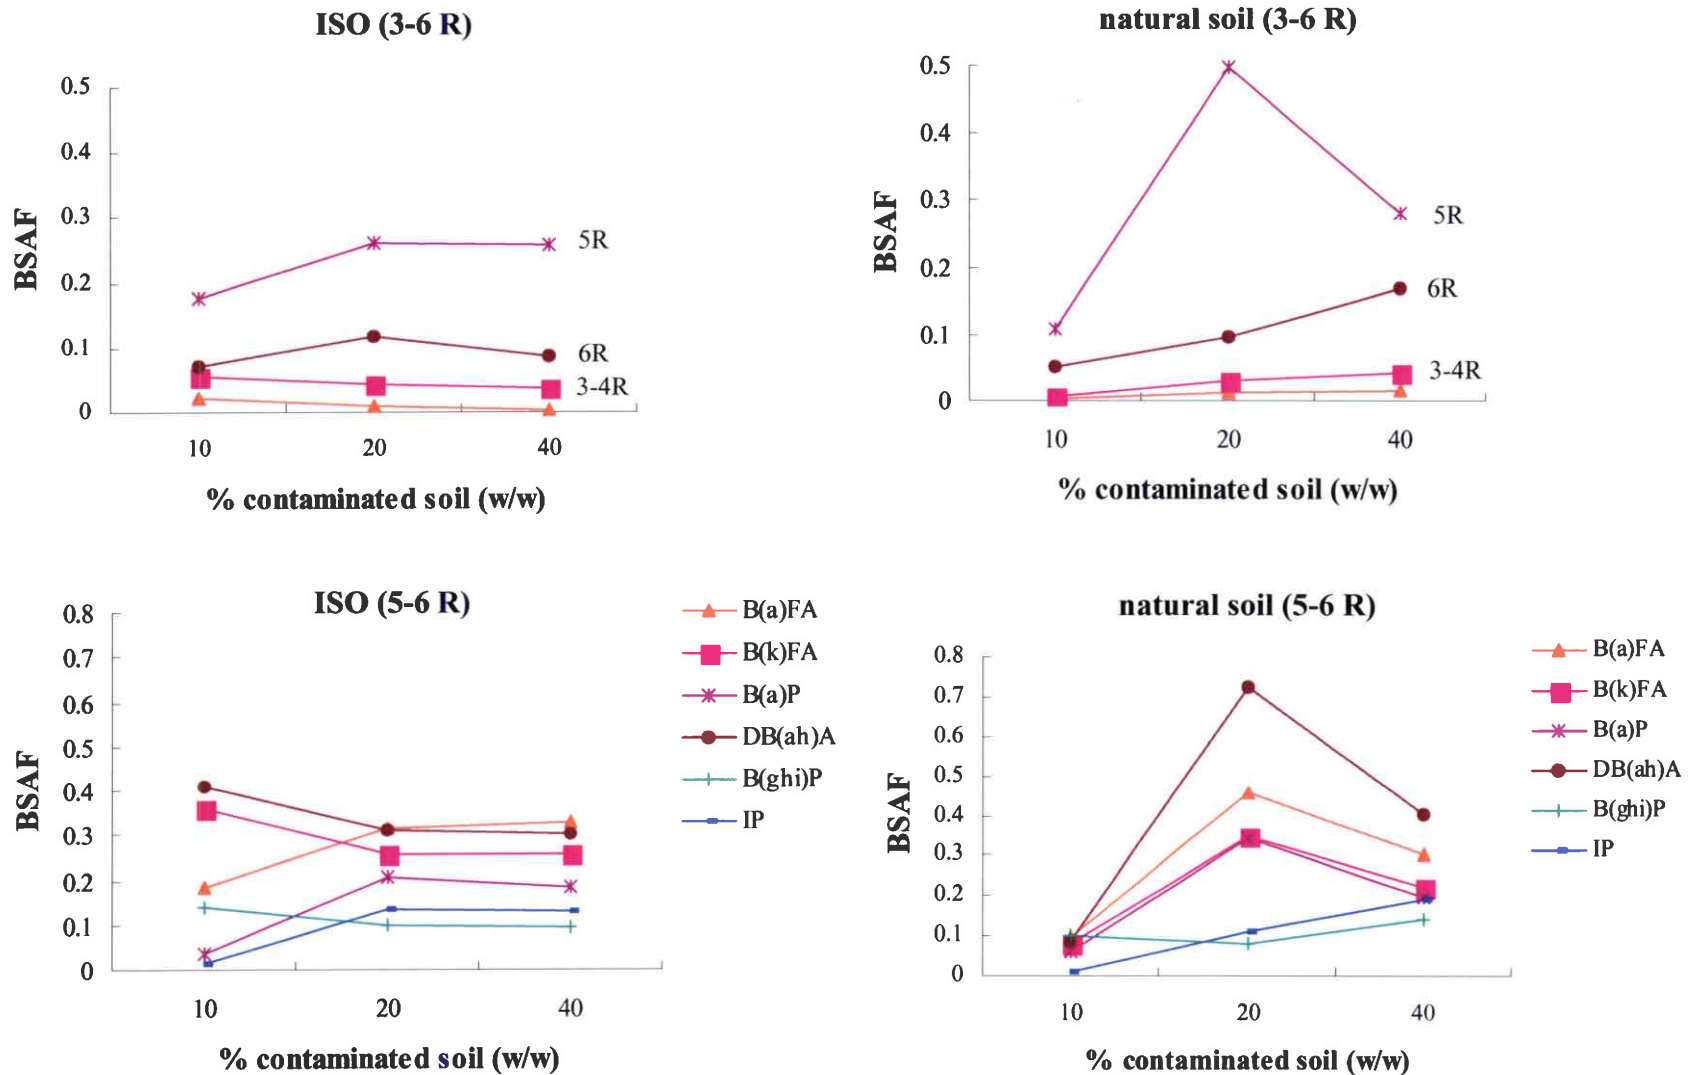 ISO (3-6 R)
0.5
0.4
0.3
0.2
0.1
0
BSAF
5R
6R
3-4R
10 20 40
% contaminated soil (w/w)
natural soil (3-6 R)
0.5
0.4
0.3
0.2
0.1
0
BSAF
5R
6R
3-4R
10 20 40
% contaminated soil (w/w)
ISO (5-6 R)
0.8
0.7
0.6
0.5
0.4
0.3
0.2
0.1
0
BSAF
B(a)FA
B(k)FA
B(a)P
DB(ah)A
B(ghi)P
IP
10 20 40
% contaminated soil (w/w)
natural soil (5-6 R)
0.8
0.7
0.6
0.5
0.4
0.3
0.2
0.1
0
BSAF
B(a)FA
B(k)FA
B(a)P
DB(ah)A
B(ghi)P
IP
10 20 40
% contaminated soil (w/w)